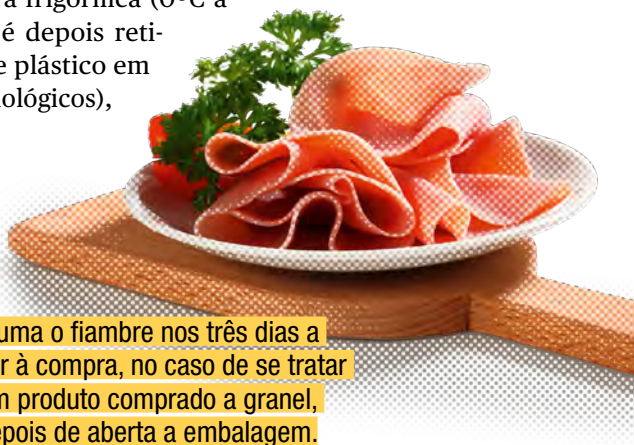 a frigorífica (0ºC a
é depois reti-
e plástico em
nológicos),
uma o fiambre nos três dias a
r à compra, no caso de se tratar
m produto comprado a granel,
epois de aberta a embalagem.